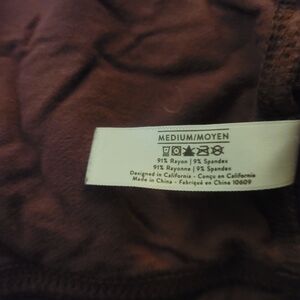 MEDIUM/MOYEN
91% Rayon | 9% Spandex
91% Rayonne | 9% Spandex
Designed in California - Conçu en Californie
Made in China - Fabriqué en Chine 10609